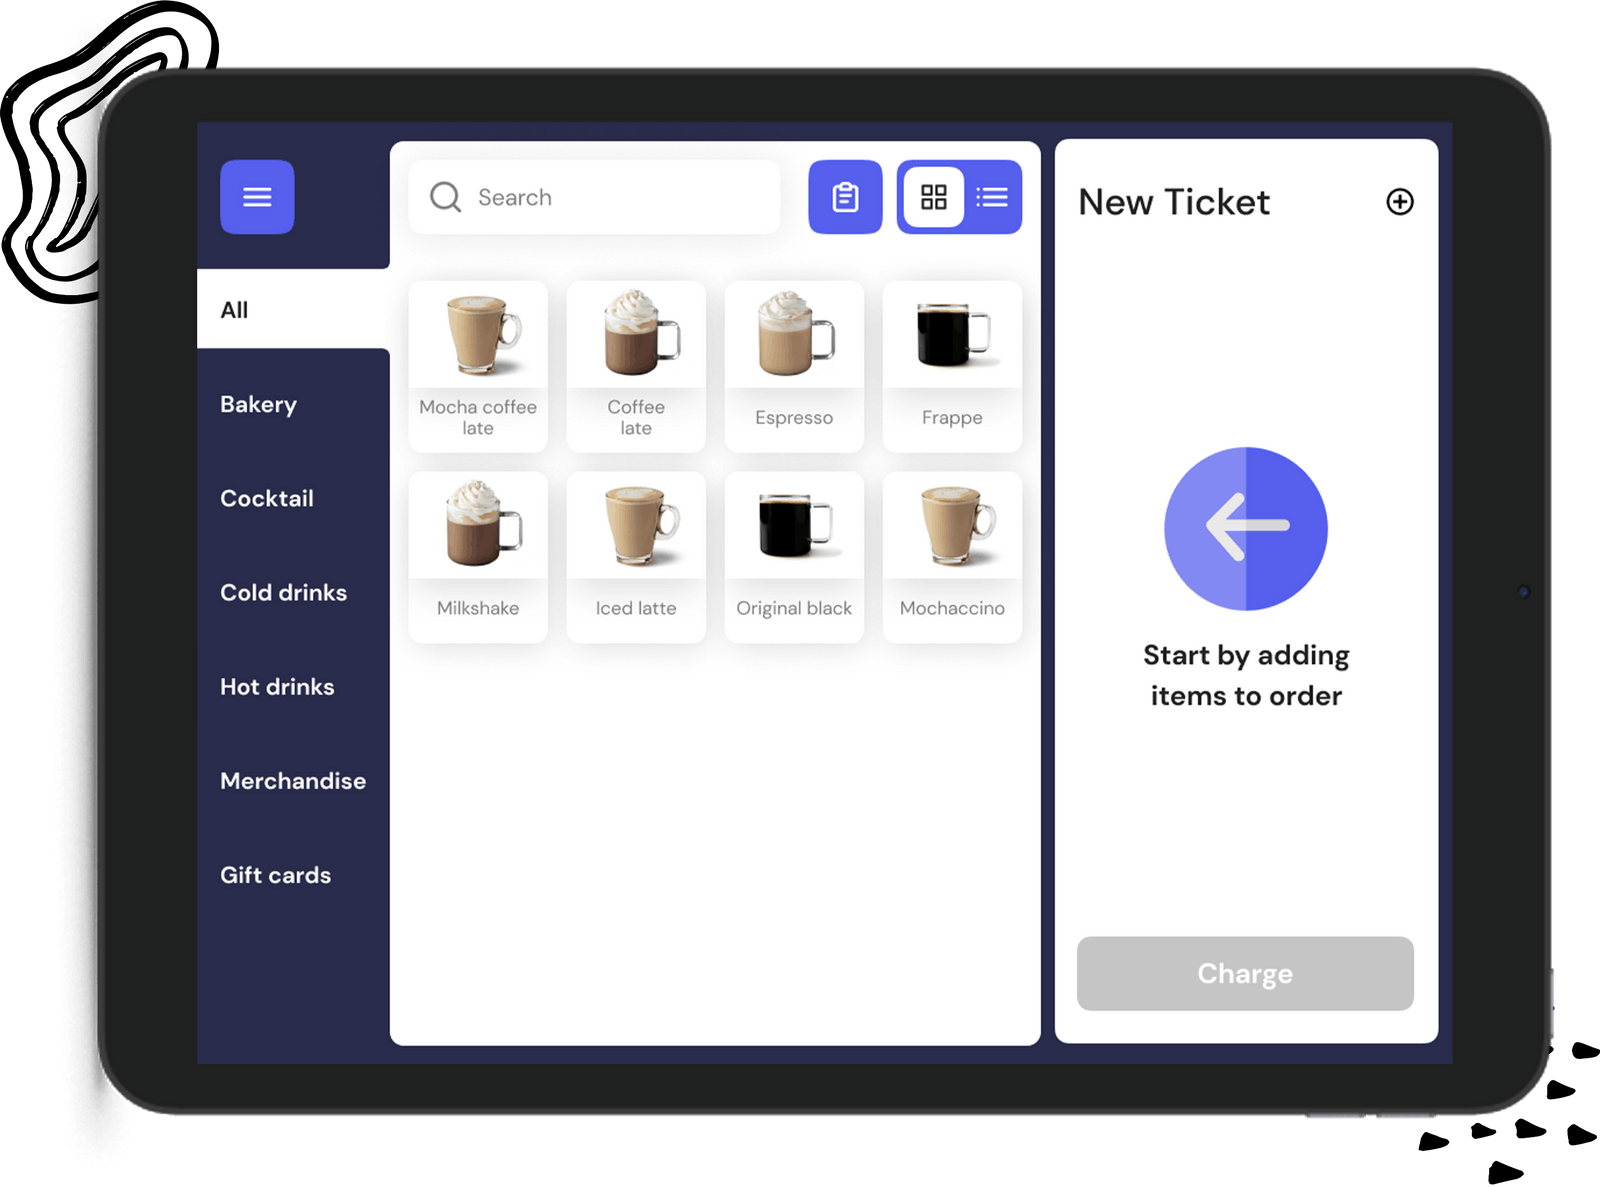 Search
New Ticket
All
Bakery
Cocktail
Cold drinks
Hot drinks
Merchandise
Gift cards
Mocha coffee
late
Coffee
late
Espresso
Frappe
Milkshake
Iced latte
Original black
Mochaccino
Start by adding
items to order
Charge